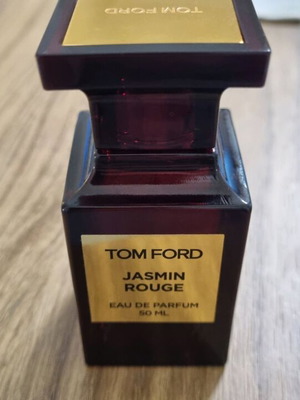 TOM FORD
TOM FORD
JASMIN
ROUGE
EAU DE PARFUM
50 ML